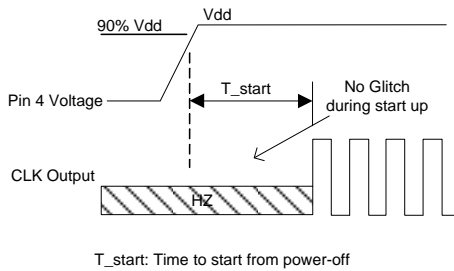 Vdd
90% Vdd
T_start
No Glitch
during start up
Pin 4 Voltage
CLK Output
HZ
T_start: Time to start from power-off